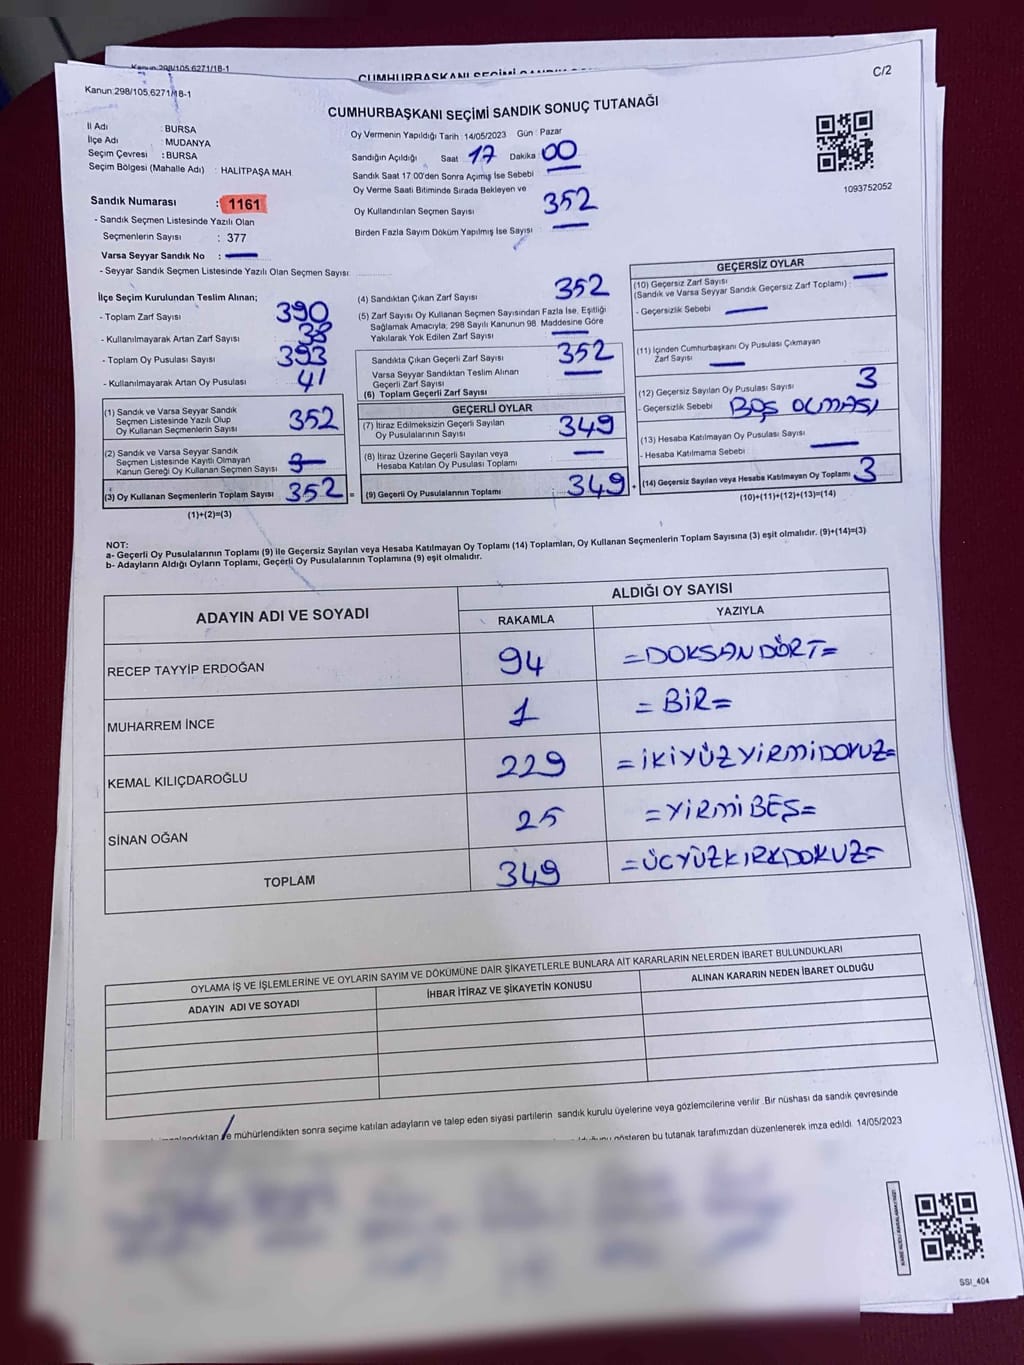 Kanun:298/105,6271/18-1
CUMHURBAŞKANI SEÇİMİ
Kanun:298/105,6271/18-1
C/2
CUMHURBAŞKANI SEÇİMİ SANDIK SONUÇ TUTANAĞI
İl Adı : BURSA
İlçe Adı : MUDANYA
Seçim Çevresi : BURSA
Seçim Bölgesi (Mahalle Adı) : HALİTPAŞA MAH.
Oy Vermenin Yapıldığı Tarih :14/05/2023 Gün : Pazar
Sandığın Açıldığı Saat 17 Dakika 00
Sandık Saat 17.00'den Sonra Açımış İse Sebebi
Oy Verme Saati Bitiminde Sırada Bekleyen ve
Oy Kullandırılan Seçmen Sayısı 352
Birden Fazla Sayım Döküm Yapılmış İse Sayısı
1093752052
Sandık Numarası : 1161
- Sandık Seçmen Listesinde Yazılı Olan
Seçmenlerin Sayısı : 377
Varsa Seyyar Sandık No :
- Seyyar Sandık Seçmen Listesinde Yazılı Olan Seçmen Sayısı
İlçe Seçim Kurulundan Teslim Alınan;
- Toplam Zarf Sayısı 390
- Kullanılmayarak Artan Zarf Sayısı 38
- Toplam Oy Pusulası Sayısı 393
- Kullanılmayarak Artan Oy Pusulası 41
(1) Sandık ve Varsa Seyyar Sandık
Seçmen Listesinde Yazılı Olup
Oy Kullanan Seçmenlerin Sayısı 352
(2) Sandık ve Varsa Seyyar Sandık
Seçmen Listesinde Kayıtlı Olmayan
Kanun Gereği Oy Kullanan Seçmen Sayısı
(3) Oy Kullanan Seçmenlerin Toplam Sayısı 352 =
(1)+(2)=(3)
(4) Sandıktan Çıkan Zarf Sayısı 352
(5) Zarf Sayısı Oy Kullanan Seçmen Sayısından Fazla İse, Eşitliği
Sağlamak Amacıyla; 298 Sayılı Kanunun 98. Maddesine Göre
Yakılarak Yok Edilen Zarf Sayısı
Sandıkta Çıkan Geçerli Zarf Sayısı 352
Varsa Seyyar Sandıktan Teslim Alınan
Geçerli Zarf Sayısı
(6) Toplam Geçerli Zarf Sayısı
GEÇERLİ OYLAR
(7) İtiraz Edilmeksizin Geçerli Sayılan
Oy Pusulalarının Sayısı 349
(8) İtiraz Üzerine Geçerli Sayılan veya
Hesaba Katılan Oy Pusulası Toplamı
(9) Geçerli Oy Pusulalarının Toplamı 349 +
GEÇERSİZ OYLAR
(10) Geçersiz Zarf Sayısı
(Sandık ve Varsa Seyyar Sandık Geçersiz Zarf Toplamı) :
- Geçersizlik Sebebi
(11) İçinden Cumhurbaşkanı Oy Pusulası Çıkmayan
Zarf Sayısı
(12) Geçersiz Sayılan Oy Pusulası Sayısı 3
- Geçersizlik Sebebi BOŞ OLMASI
(13) Hesaba Katılmayan Oy Pusulası Sayısı
- Hesaba Katılmama Sebebi
(14) Geçersiz Sayılan veya Hesaba Katılmayan Oy Toplamı 3
(10)+(11)+(12)+(13)=(14)
NOT:
a- Geçerli Oy Pusulalarının Toplamı (9) ile Geçersiz Sayılan veya Hesaba Katılmayan Oy Toplamı (14) Toplamları, Oy Kullanan Seçmenlerin Toplam Sayısına (3) eşit olmalıdır. (9)+(14)=(3)
b- Adayların Aldığı Oyların Toplamı, Geçerli Oy Pusulalarının Toplamına (9) eşit olmalıdır.
ADAYIN ADI VE SOYADI
ALDIĞI OY SAYISI
RAKAMLA YAZIYLA
RECEP TAYYİP ERDOĞAN 94 =DOKSANDÖRT=
MUHARREM İNCE 1 =BİR=
KEMAL KILIÇDAROĞLU 229 =İKİYÜZYİRMİDOKUZ=
SİNAN OĞAN 25 =YİRMİBEŞ=
TOPLAM 349 =ÜÇYÜZKIRKDOKUZ=
OYLAMA İŞ VE İŞLEMLERİNE VE OYLARIN SAYIM VE DÖKÜMÜNE DAİR ŞİKAYETLERLE BUNLARA AİT KARARLARIN NELERDEN İBARET BULUNDUKLARI
ADAYIN ADI VE SOYADI İHBAR İTİRAZ VE ŞİKAYETİN KONUSU ALINAN KARARIN NEDEN İBARET OLDUĞU
e mühürlendikten sonra seçime katılan adayların ve talep eden siyasi partilerin sandık kurulu üyelerine veya gözlemcilerine verilir .Bir nüshası da sandık çevresinde
gösteren bu tutanak tarafımızdan düzenlenerek imza edildi. 14/05/2023
SSI_404